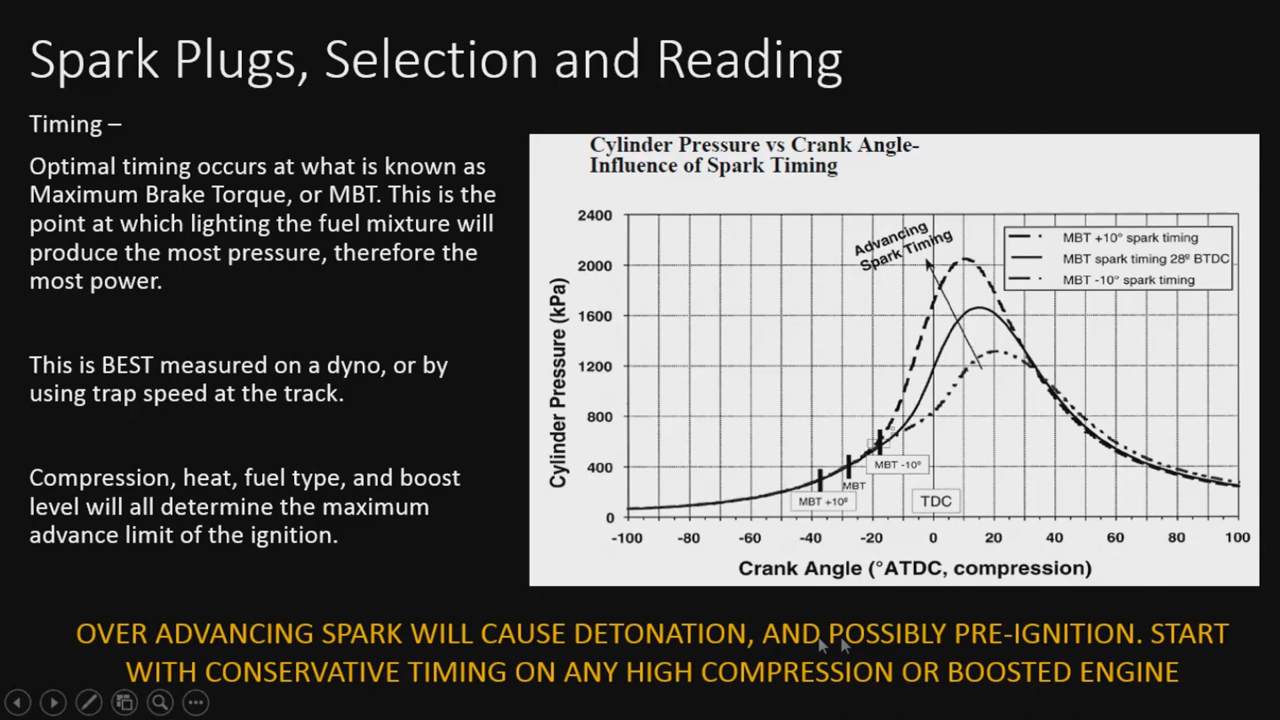 Spark Plugs, Selection and Reading
Timing –
Optimal timing occurs at what is known as
Maximum Brake Torque, or MBT. This is the
point at which lighting the fuel mixture will
produce the most pressure, therefore the
most power.
This is BEST measured on a dyno, or by
using trap speed at the track.
Compression, heat, fuel type, and boost
level will all determine the maximum
advance limit of the ignition.
Cylinder Pressure vs Crank Angle-
Influence of Spark Timing
Cylinder Pressure (kPa)
2400
2000
1600
1200
800
400
0
Advancing
Spark Timing
MBT +10° spark timing
MBT spark timing 28º BTDC
MBT -10° spark timing
MBT -10º
MBT
MBT +10º
TDC
-100 -80 -60 -40 -20 0 20 40 60 80 100
Crank Angle (°ATDC, compression)
OVER ADVANCING SPARK WILL CAUSE DETONATION, AND POSSIBLY PRE-IGNITION. START
WITH CONSERVATIVE TIMING ON ANY HIGH COMPRESSION OR BOOSTED ENGINE